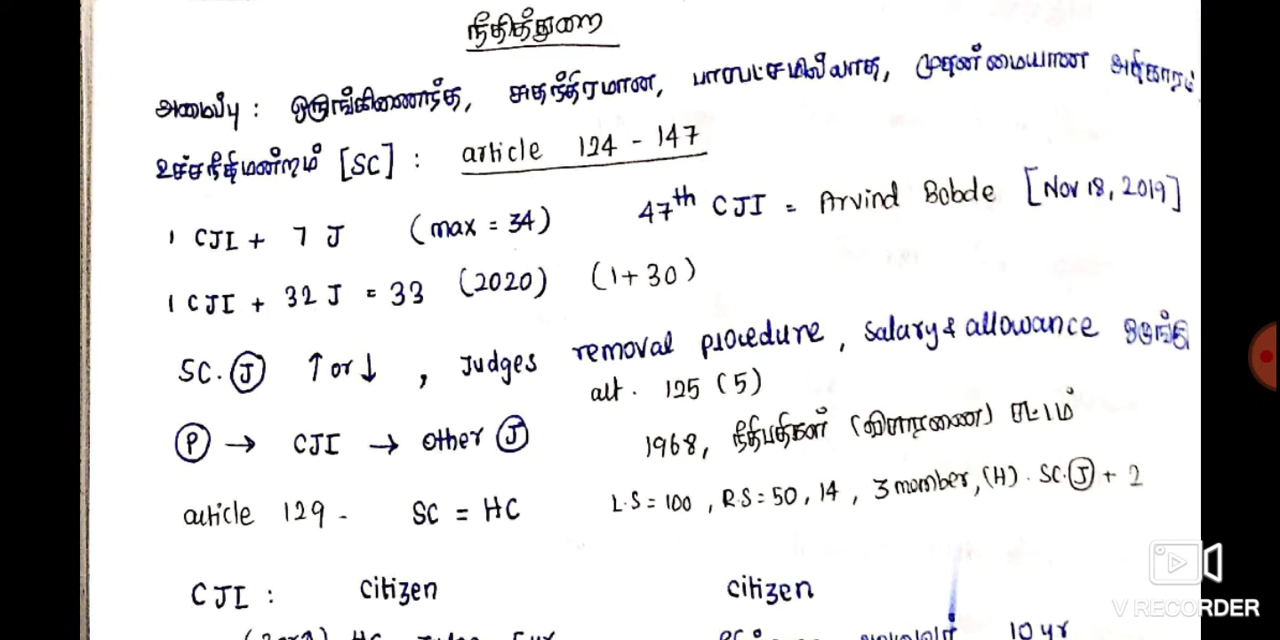 நீதித்துறை
அமைப்பு : ஒருங்கிணைந்த, சுதந்திரமான, பாரபட்சமில்லாத, முதன்மையான அதிகாரம்
உச்சநீதிமன்றம் [SC] : article 124 - 147
1 CJI + 7 J (max = 34) 47th CJI = Arvind Bobde [Nov 18, 2019]
1 CJI + 32 J = 33 (2020) (1+30)
SC. J ↑ or ↓ , Judges removal procedure, salary & allowance
art. 125 (5)
P → CJI → other J 1968, நீதிபதிகள் (விசாரணை) சட்டம்
article 129 - SC = HC L.S = 100, R.S = 50, 14, 3 member, (H). SC. J + 2
CJI : citizen citizen
10 yr
V RECORDER